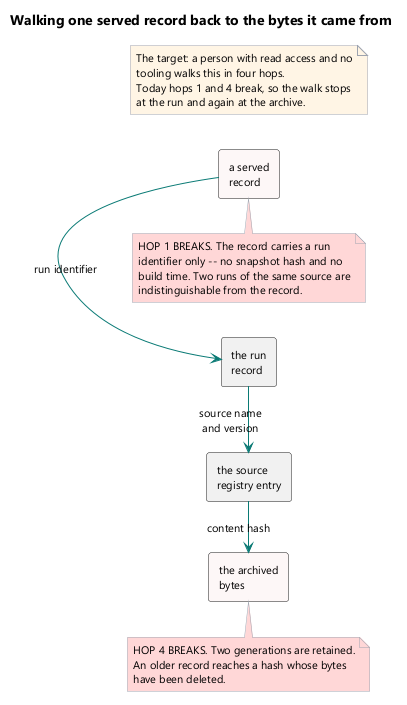 Walking one served record back to the bytes it came from
The target: a person with read access and no
tooling walks this in four hops.
Today hops 1 and 4 break, so the walk stops
at the run and again at the archive.
a served
record
HOP 1 BREAKS. The record carries a run
identifier only -- no snapshot hash and no
build time. Two runs of the same source are
indistinguishable from the record.
run identifier
the run
record
source name
and version
the source
registry entry
content hash
the archived
bytes
HOP 4 BREAKS. Two generations are retained.
An older record reaches a hash whose bytes
have been deleted.